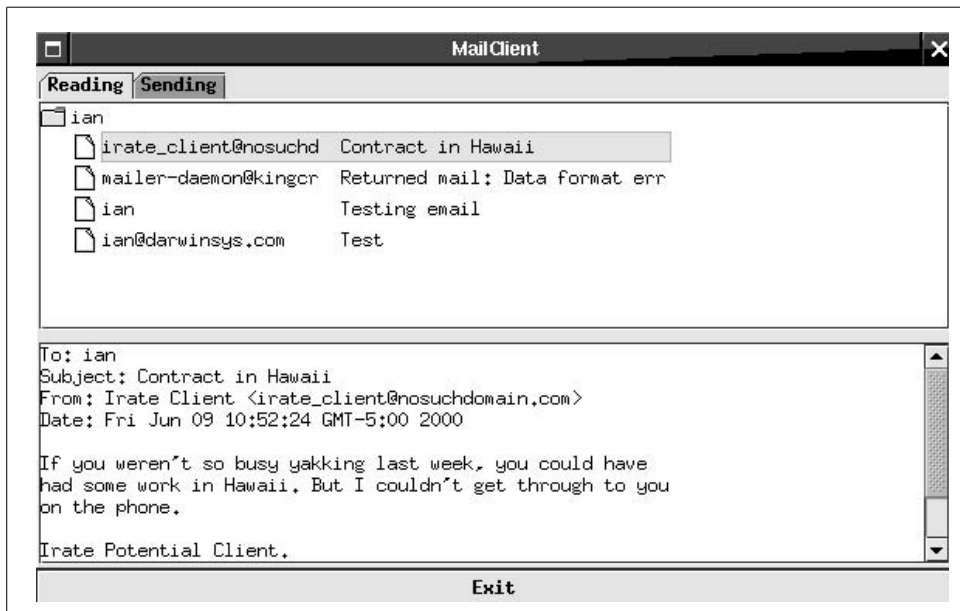 MailClient
Reading Sending
ian
irate_client@nosuchd Contract in Hawaii
mailer-daemon@kingcr Returned mail: Data format err
ian Testing email
ian@darwinsys.com Test
To: ian
Subject: Contract in Hawaii
From: Irate Client <irate_client@nosuchdomain.com>
Date: Fri Jun 09 10:52:24 GMT-5:00 2000
If you weren't so busy yakking last week, you could have
had some work in Hawaii. But I couldn't get through to you
on the phone.
Irate Potential Client.
Exit